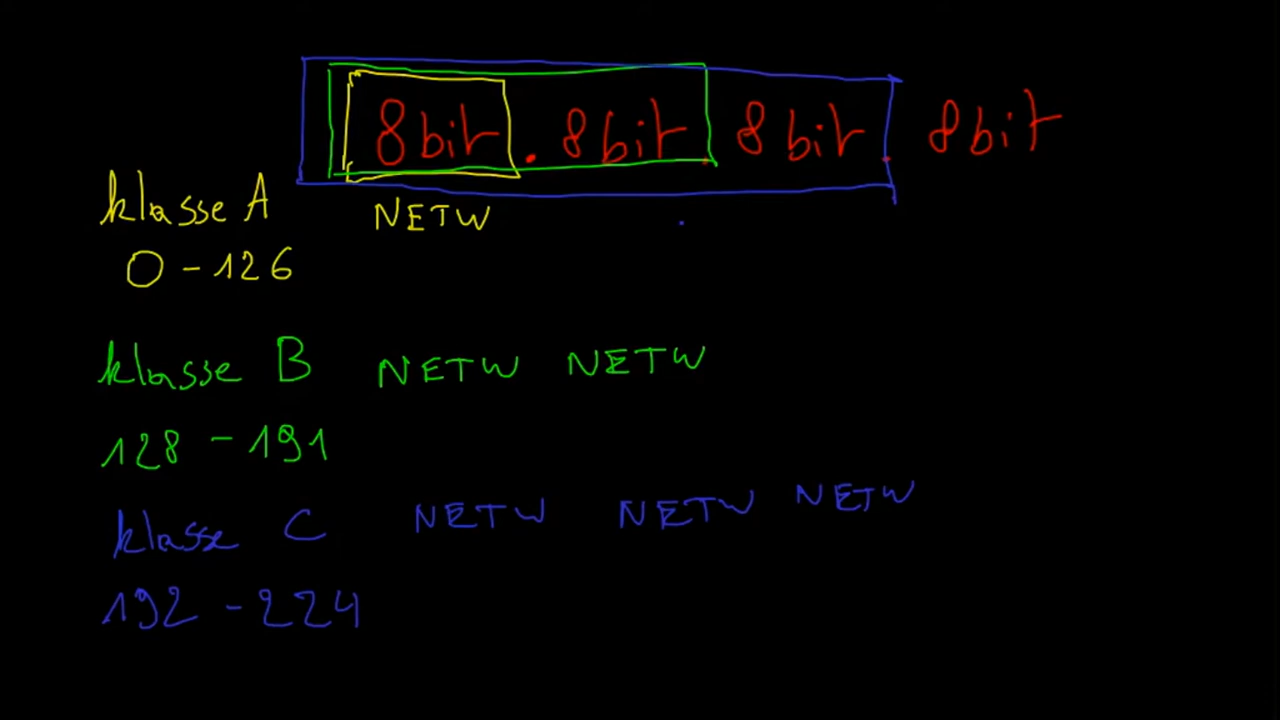 8bit . 8bit . 8bit . 8bit
klasse A NETW
0 - 126
klasse B NETW NETW
128 - 191
klasse C NETW NETW NETW
192 - 224